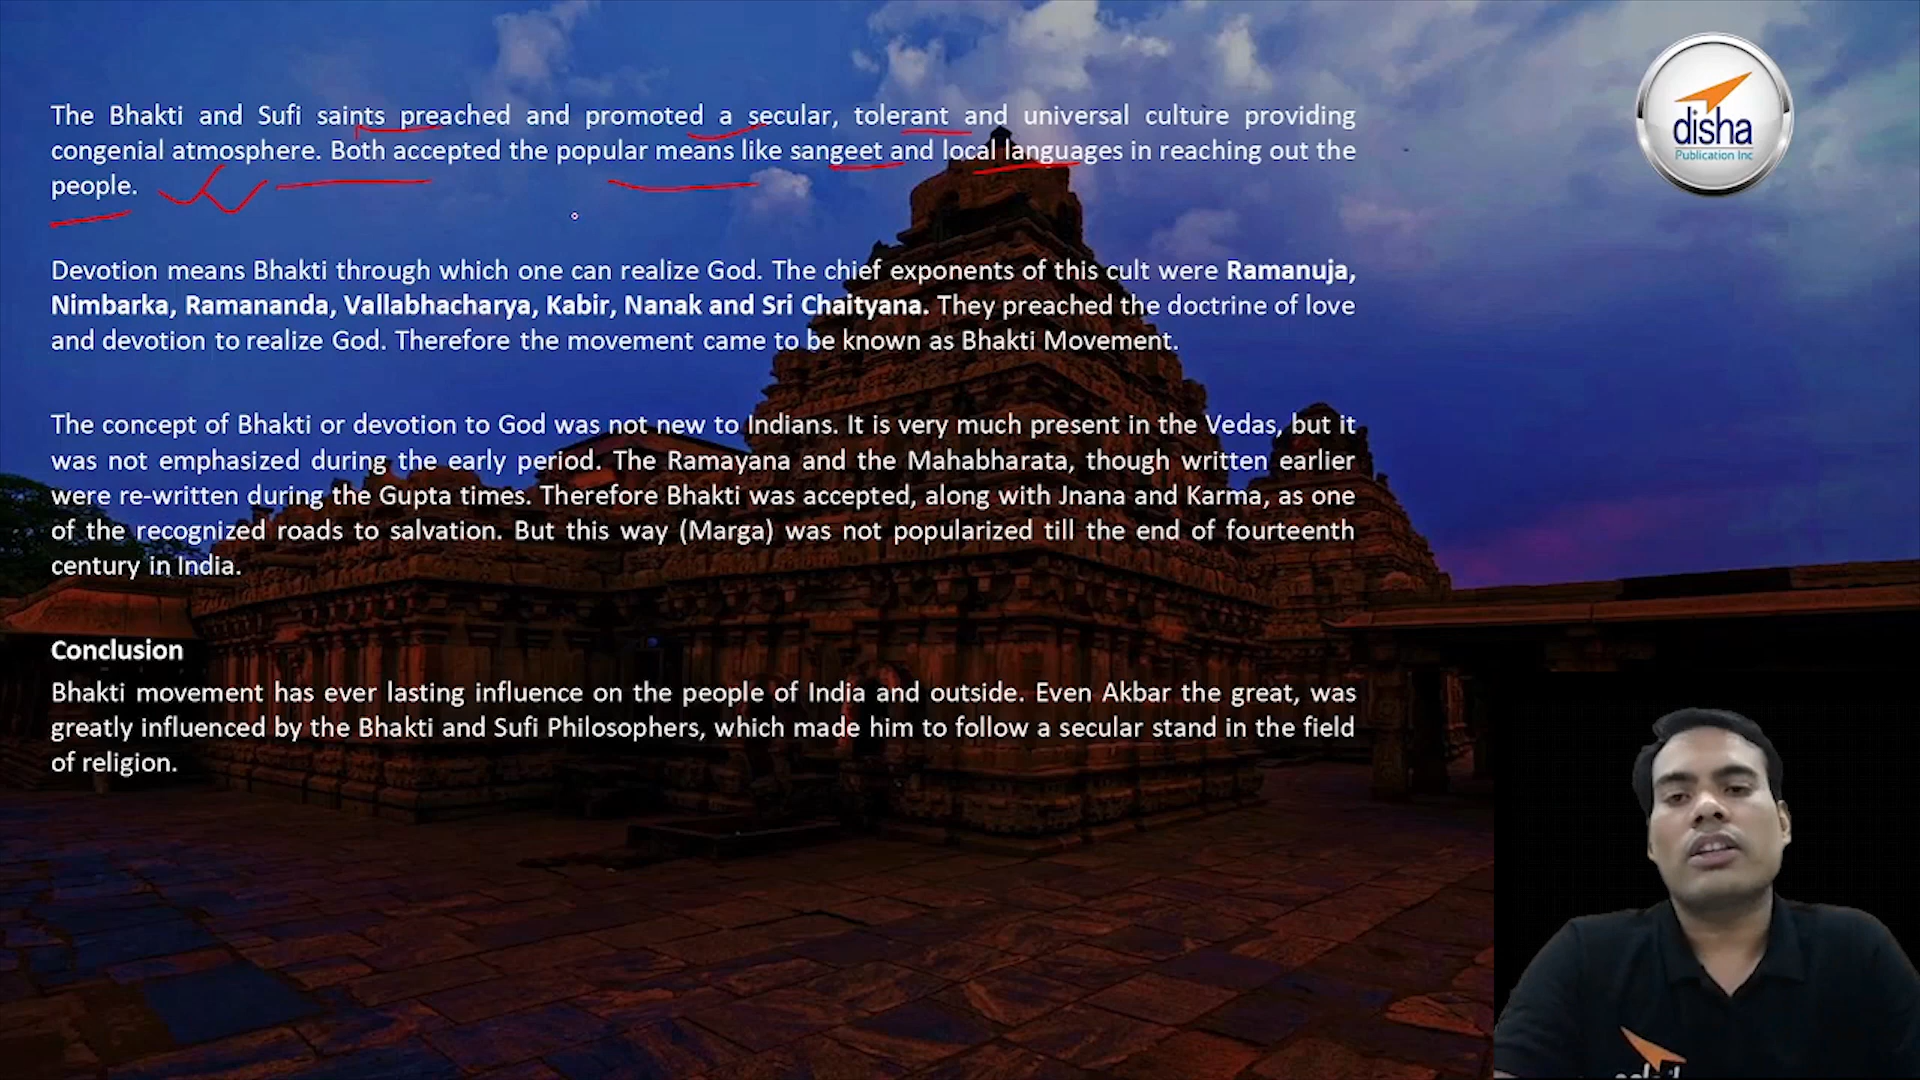 The Bhakti and Sufi saints preached and promoted a secular, tolerant and universal culture providing
congenial atmosphere. Both accepted the popular means like sangeet and local languages in reaching out the
people.
Devotion means Bhakti through which one can realize God. The chief exponents of this cult were Ramanuja,
Nimbarka, Ramananda, Vallabhacharya, Kabir, Nanak and Sri Chaityana. They preached the doctrine of love
and devotion to realize God. Therefore the movement came to be known as Bhakti Movement.
The concept of Bhakti or devotion to God was not new to Indians. It is very much present in the Vedas, but it
was not emphasized during the early period. The Ramayana and the Mahabharata, though written earlier
were re-written during the Gupta times. Therefore Bhakti was accepted, along with Jnana and Karma, as one
of the recognized roads to salvation. But this way (Marga) was not popularized till the end of fourteenth
century in India.
Conclusion
Bhakti movement has ever lasting influence on the people of India and outside. Even Akbar the great, was
greatly influenced by the Bhakti and Sufi Philosophers, which made him to follow a secular stand in the field
of religion.
disha
Publication Inc